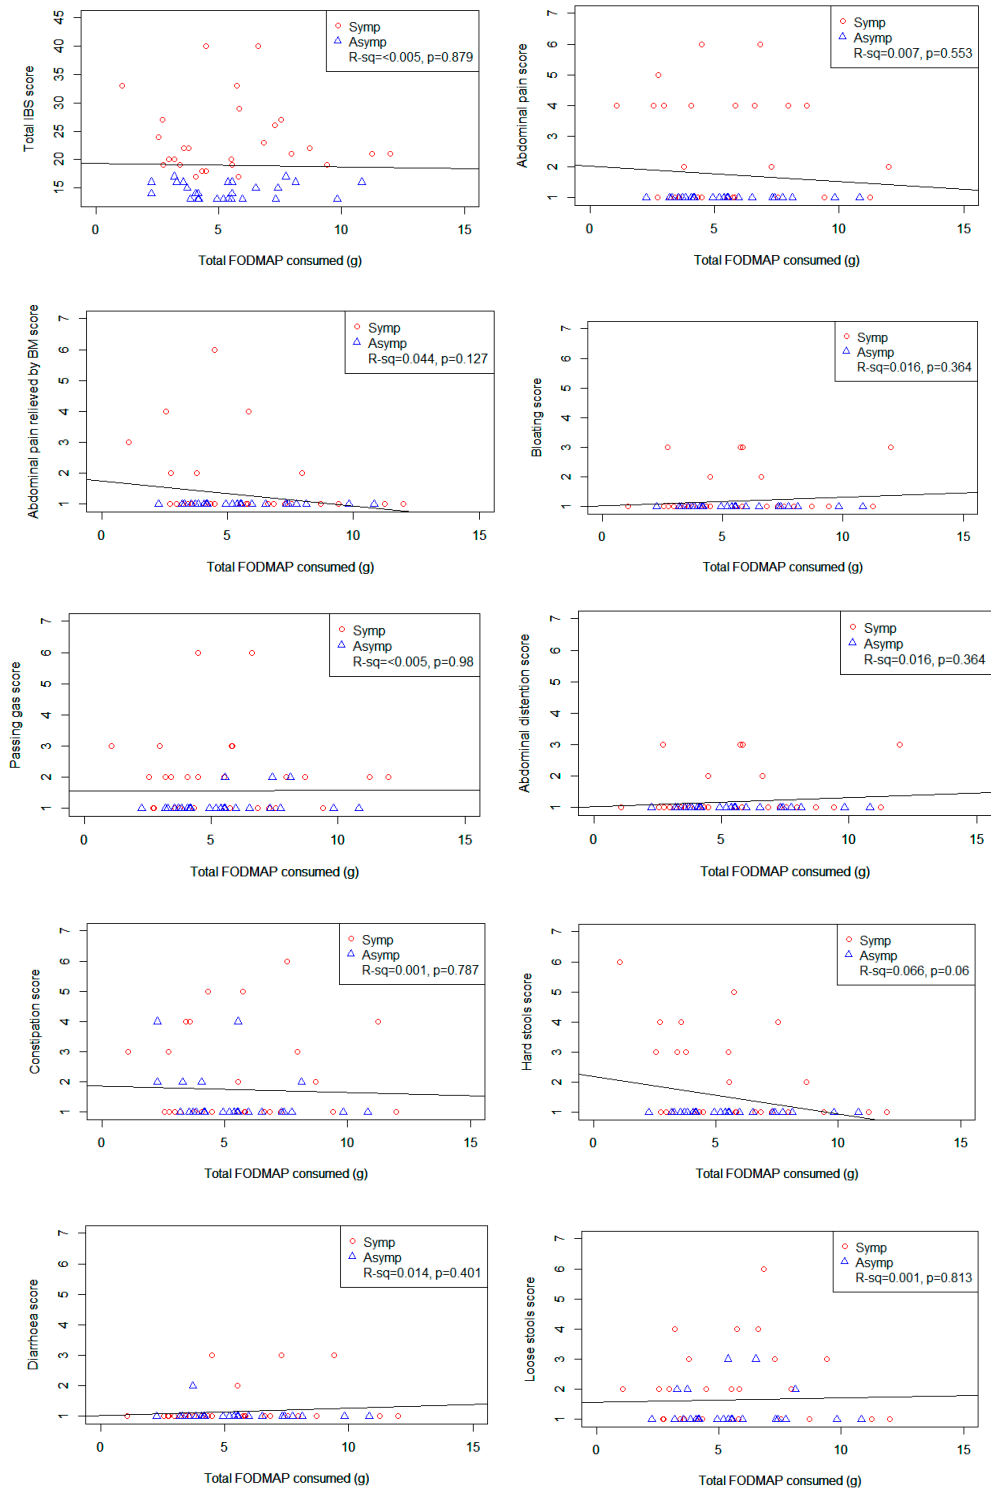 Total IBS score
45
40
35
30
25
20
15
Symp
Asymp
R-sq=<0.005, p=0.879
0 5 10 15
Total FODMAP consumed (g)
Abdominal pain score
7
6
5
4
3
2
1
Symp
Asymp
R-sq=0.007, p=0.553
0 5 10 15
Total FODMAP consumed (g)
Abdominal pain relieved by BM score
7
6
5
4
3
2
1
Symp
Asymp
R-sq=0.044, p=0.127
0 5 10 15
Total FODMAP consumed (g)
Bloating score
7
6
5
4
3
2
1
Symp
Asymp
R-sq=0.016, p=0.364
0 5 10 15
Total FODMAP consumed (g)
Passing gas score
7
6
5
4
3
2
1
Symp
Asymp
R-sq=<0.005, p=0.98
0 5 10 15
Total FODMAP consumed (g)
Abdominal distention score
7
6
5
4
3
2
1
Symp
Asymp
R-sq=0.016, p=0.364
0 5 10 15
Total FODMAP consumed (g)
Constipation score
7
6
5
4
3
2
1
Symp
Asymp
R-sq=0.001, p=0.787
0 5 10 15
Total FODMAP consumed (g)
Hard stools score
7
6
5
4
3
2
1
Symp
Asymp
R-sq=0.066, p=0.06
0 5 10 15
Total FODMAP consumed (g)
Diarrhoea score
7
6
5
4
3
2
1
Symp
Asymp
R-sq=0.014, p=0.401
0 5 10 15
Total FODMAP consumed (g)
Loose stools score
7
6
5
4
3
2
1
Symp
Asymp
R-sq=0.001, p=0.813
0 5 10 15
Total FODMAP consumed (g)